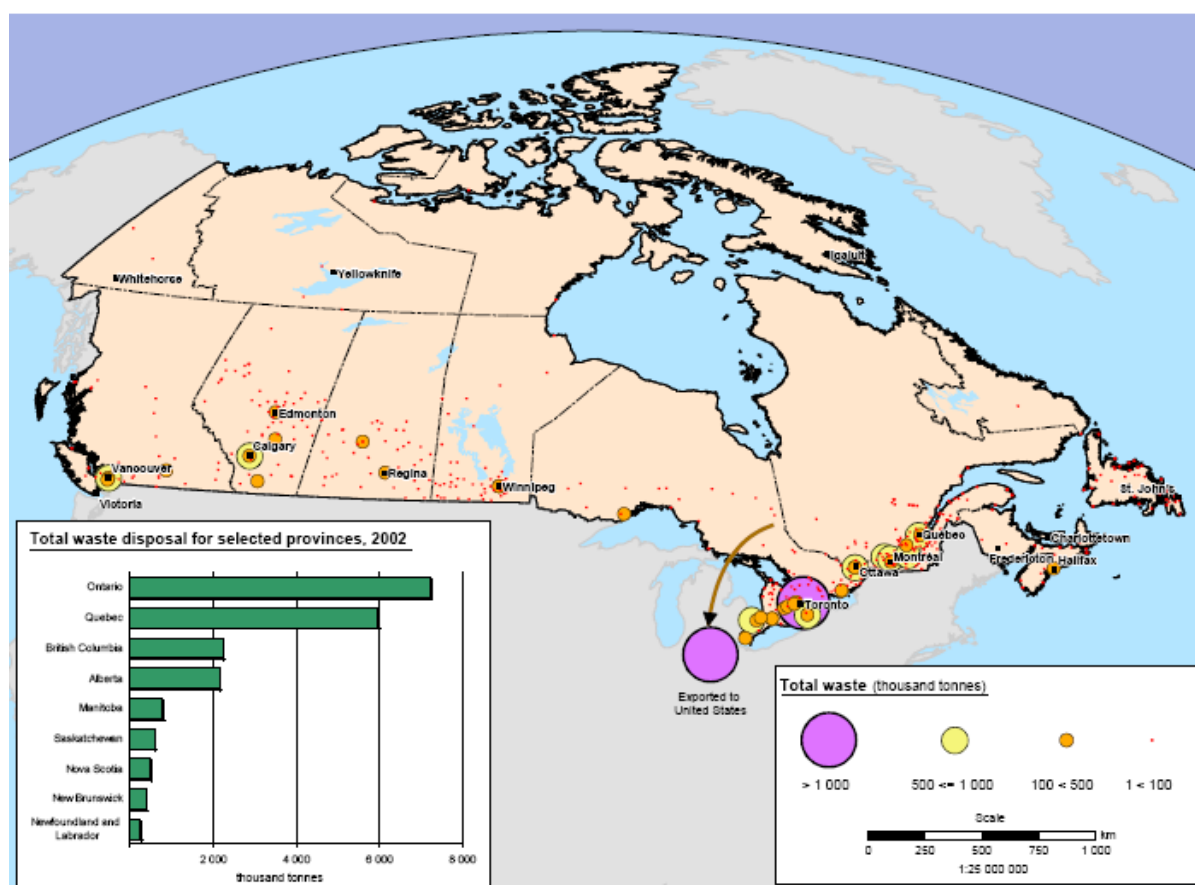 Iqaluit
Yellowknife
Whitehorse
Edmonton
Calgary
Vancouver
Victoria
Regina
Winnipeg
St. John's
Québec
Charlottetown
Montréal
Fredericton
Halifax
Ottawa
Toronto
Exported to
United States
Total waste disposal for selected provinces, 2002
Ontario
Quebec
British Columbia
Alberta
Manitoba
Saskatchewan
Nova Scotia
New Brunswick
Newfoundland and
Labrador
2 000 4 000 6 000 8 000
thousand tonnes
Total waste (thousand tonnes)
> 1 000 500 <= 1 000 100 < 500 1 < 100
Scale
km
0 250 500 750 1 000
1:25 000 000